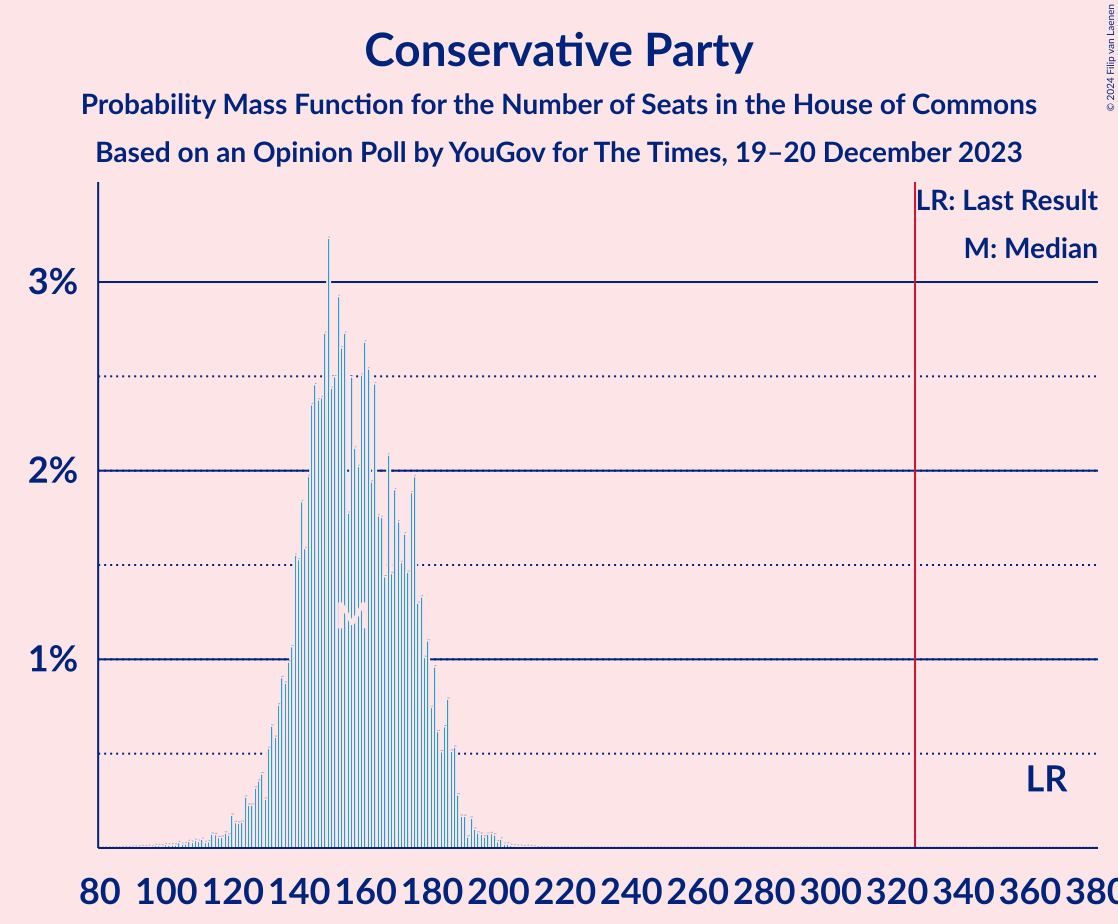 Conservative Party
Probability Mass Function for the Number of Seats in the House of Commons
Based on an Opinion Poll by YouGov for The Times, 19–20 December 2023
© 2024 Filip van Laenen
LR: Last Result
M: Median
3%
2%
1%
M
LR
80 100 120 140 160 180 200 220 240 260 280 300 320 340 360 380